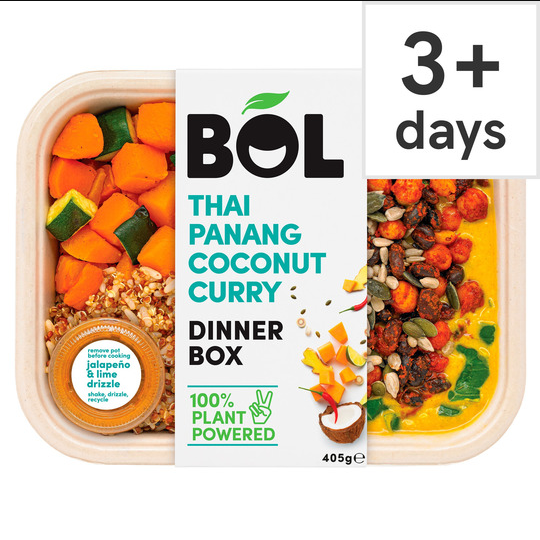 3+
days
BOL
THAI
PANANG
COCONUT
CURRY
DINNER
BOX
100%
PLANT
POWERED
405g℮
remove pot
before cooking
jalapeño
& lime
drizzle
shake, drizzle,
recycle